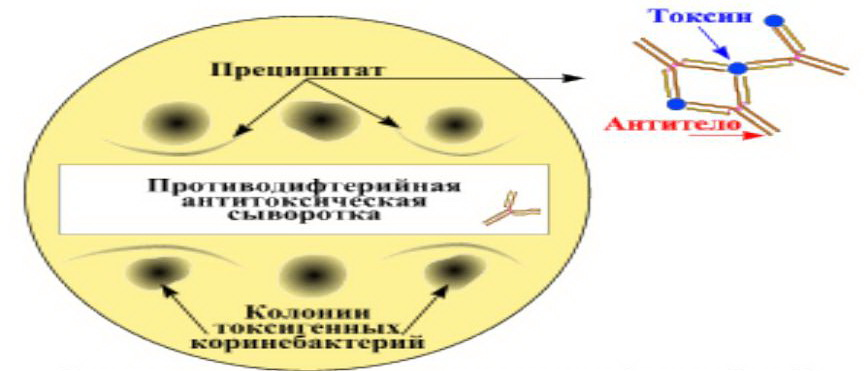 Токсин
Преципитат
Антитело
Противодифтерийная
антитоксическая
сыворотка
Колонии
токсигенных
коринебактерий